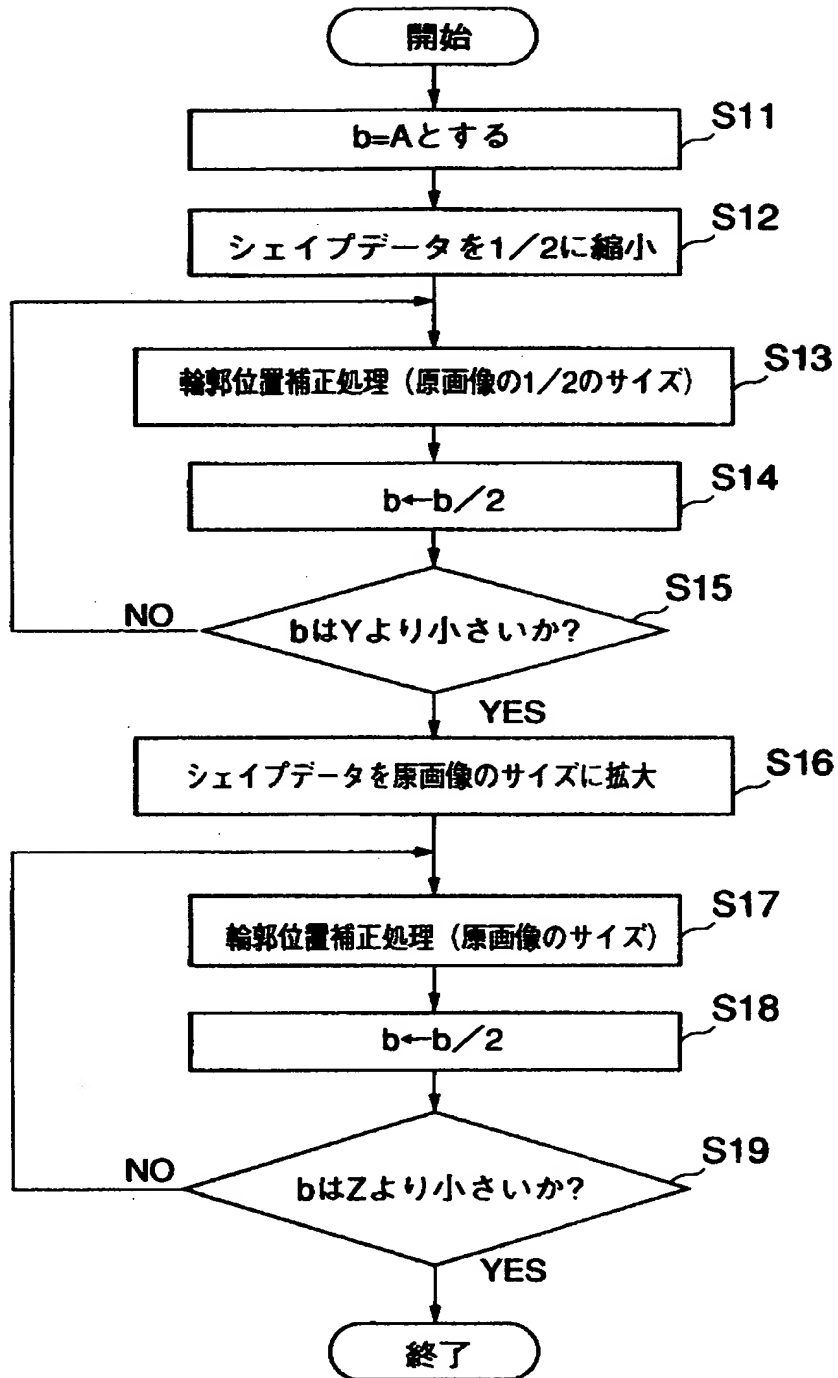 開始
S11
b=Aとする
S12
シェイプデータを1/2に縮小
S13
輪郭位置補正処理(原画像の1/2のサイズ)
S14
b←b/2
S15
bはYより小さいか?
NO
YES
S16
シェイプデータを原画像のサイズに拡大
S17
輪郭位置補正処理(原画像のサイズ)
S18
b←b/2
S19
bはZより小さいか?
NO
YES
終了